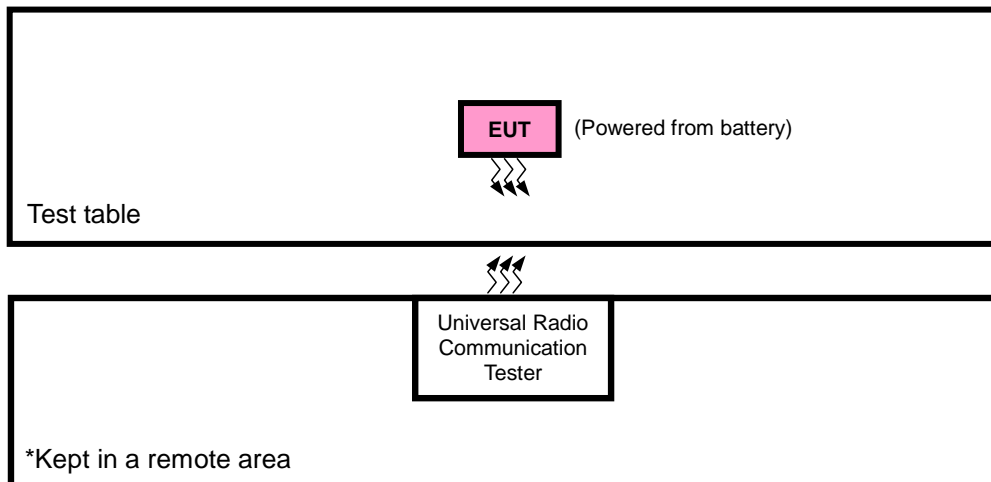 EUT
(Powered from battery)
Test table
Universal Radio
Communication
Tester
*Kept in a remote area